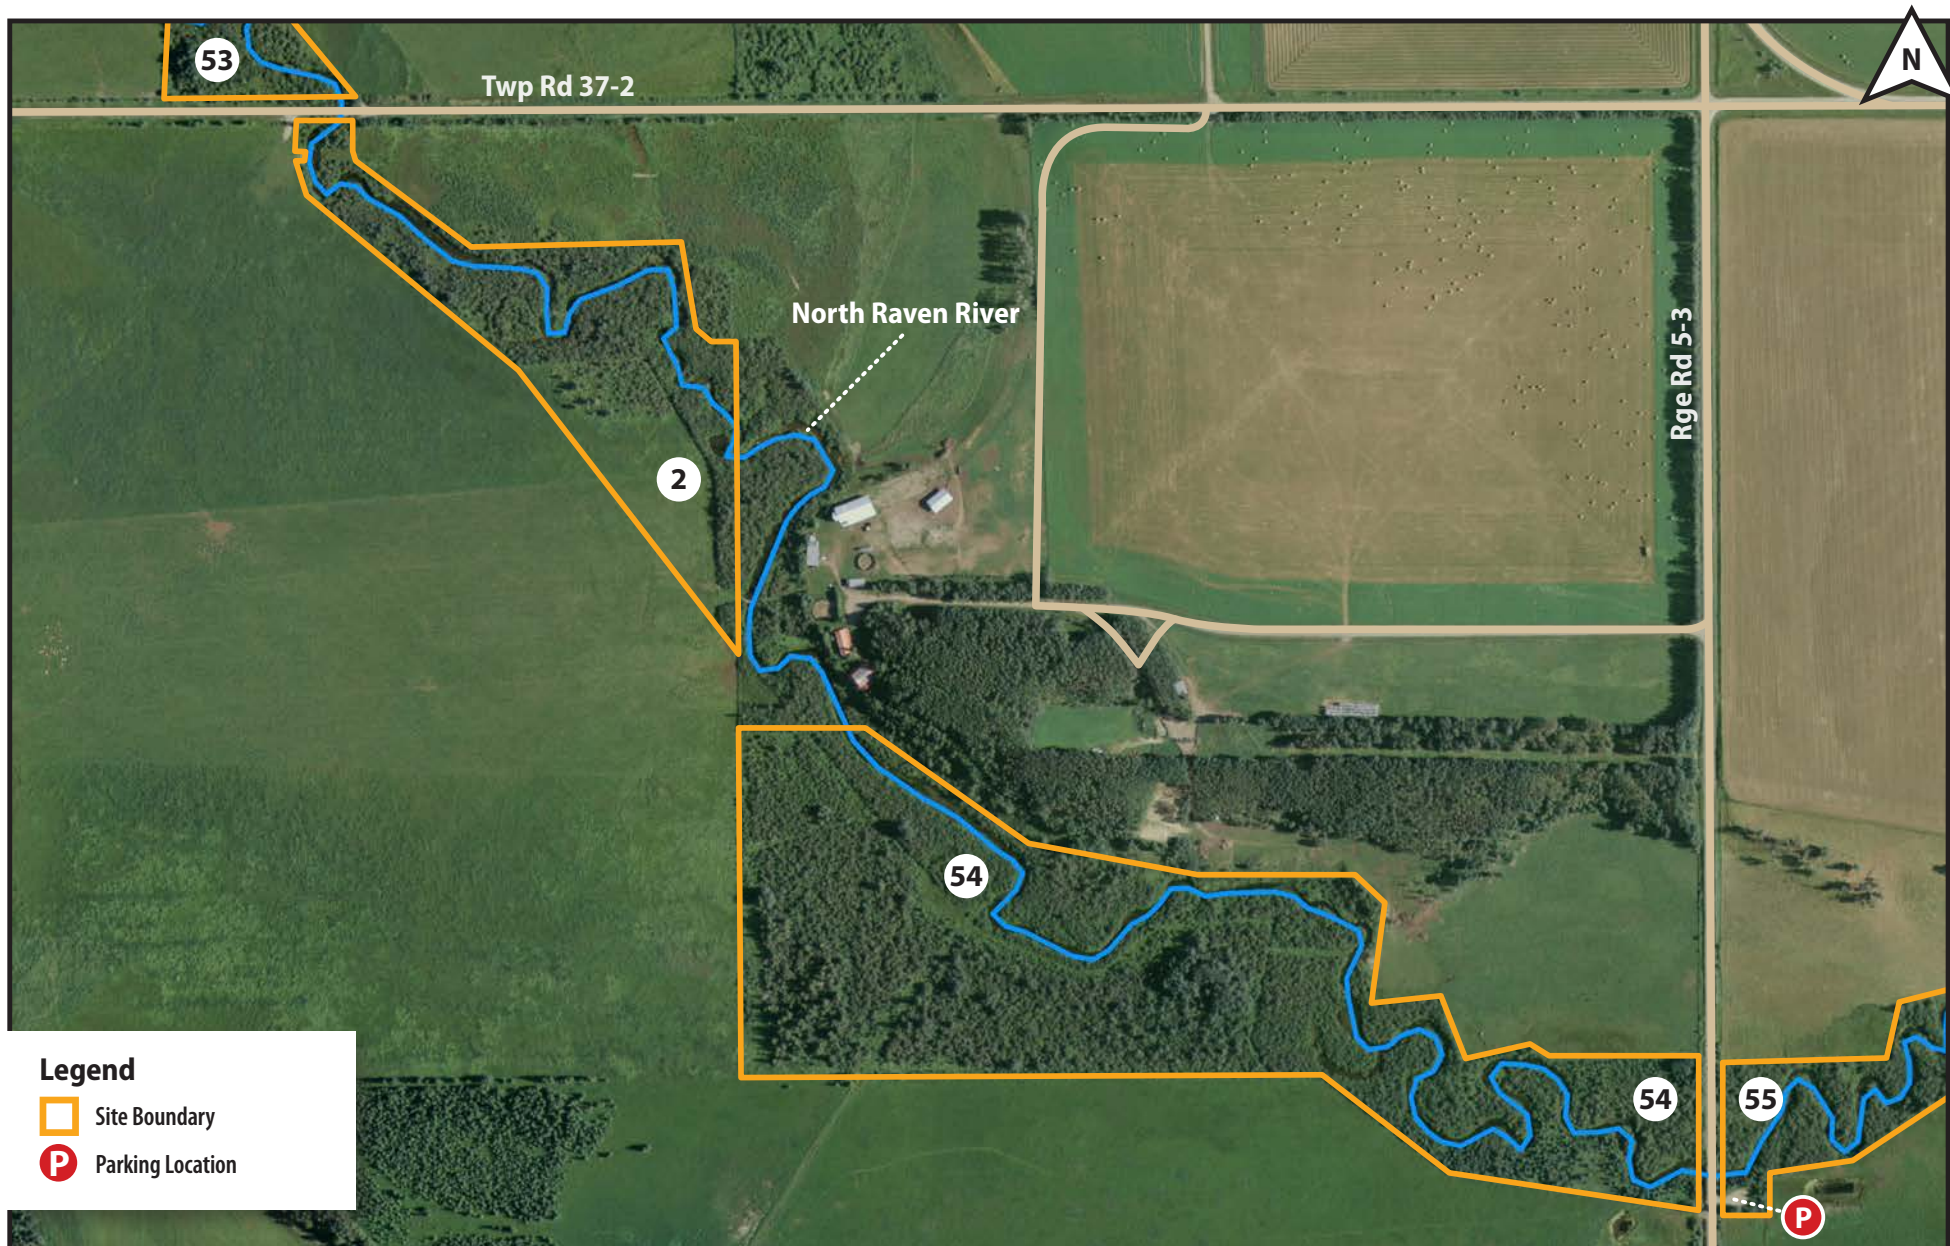 53
Twp Rd 37-2
N
North Raven River
Rge Rd 5-3
2
54
54
55
P
Legend
Site Boundary
P Parking Location